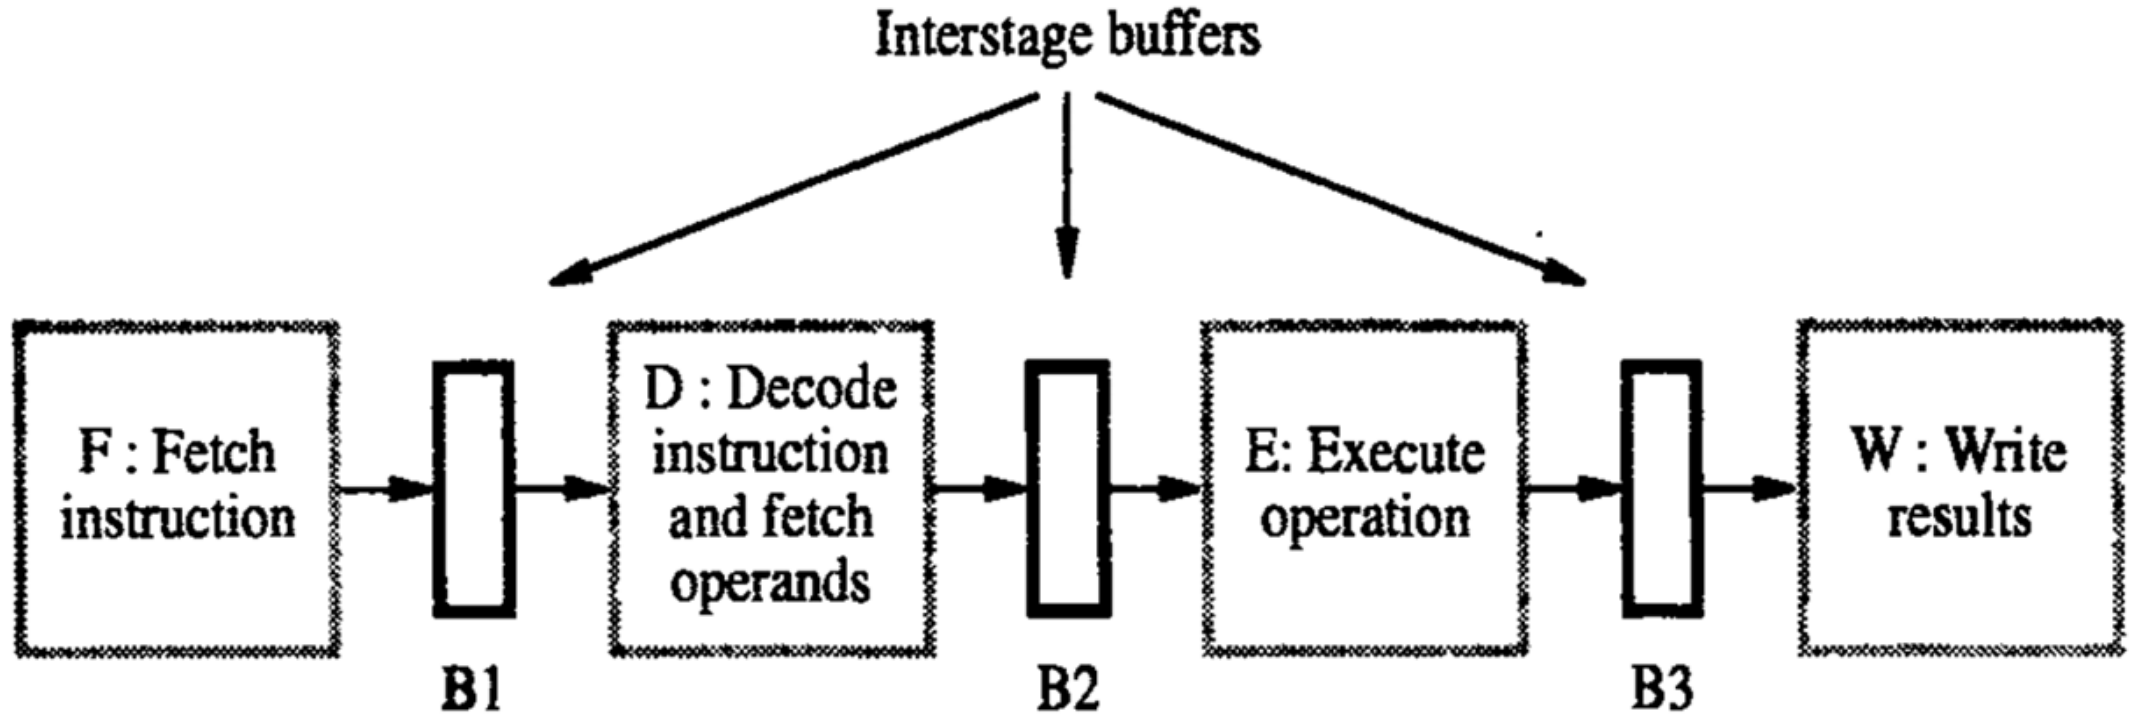 Interstage buffers
F : Fetch
instruction
D : Decode
instruction
and fetch
operands
E: Execute
operation
W : Write
results
B1
B2
B3